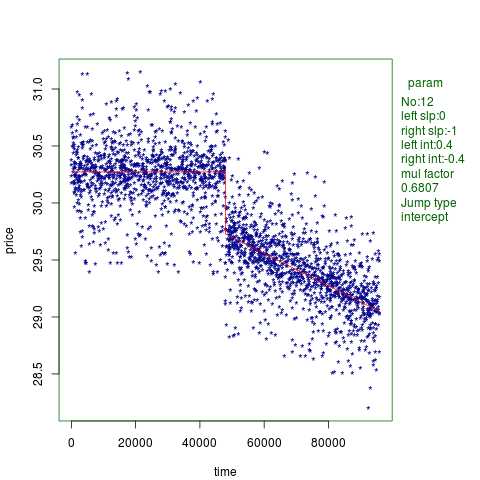 param
No:12
left slp:0
right slp:-1
left int:0.4
right int:-0.4
mul factor
0.6807
Jump type
intercept
31.0
30.5
30.0
29.5
29.0
28.5
price
0 20000 40000 60000 80000
time